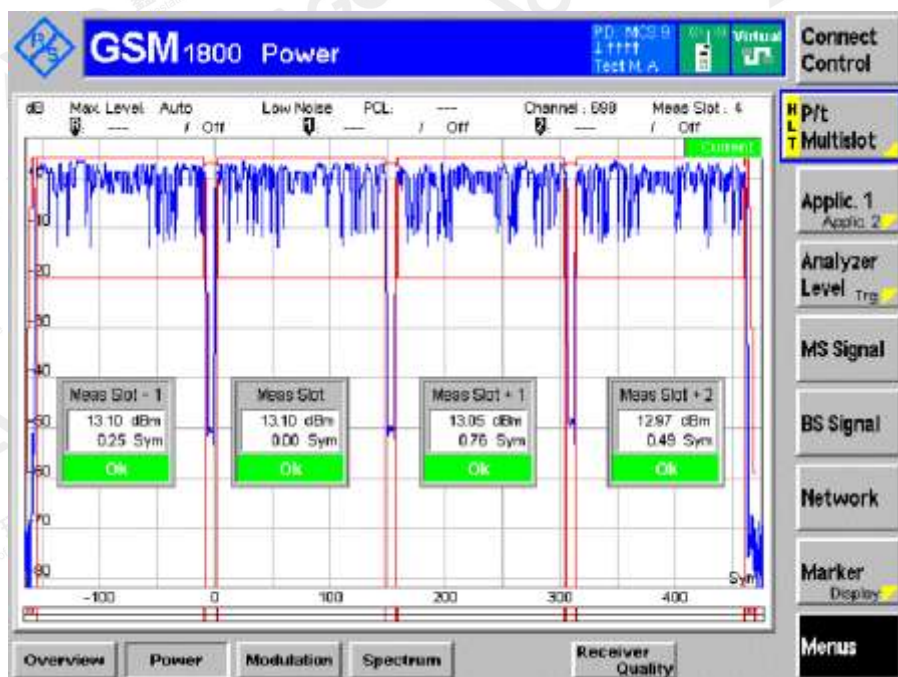 GSM 1800 Power
PD: MCS 9
Test M. A
Virtual
Connect
Control
dB Max. Level: Auto Low Noise PCL: --- Channel : 698 Meas Slot : 4
--- / Off 1 --- / Off 2 --- / Off
Current
H
L
T
P/t
Multislot
Applic. 1
Applic. 2
Analyzer
Level Trg
MS Signal
BS Signal
Network
Marker
Display
Menus
-10
-20
-30
-40
-50
-60
-70
-80
Meas Slot - 1
13.10 dBm
0.25 Sym
Ok
Meas Slot
13.10 dBm
0.00 Sym
Ok
Meas Slot + 1
13.05 dBm
0.76 Sym
Ok
Meas Slot + 2
12.97 dBm
0.49 Sym
Ok
Sym
-100 0 100 200 300 400
Overview Power Modulation Spectrum Receiver
Quality